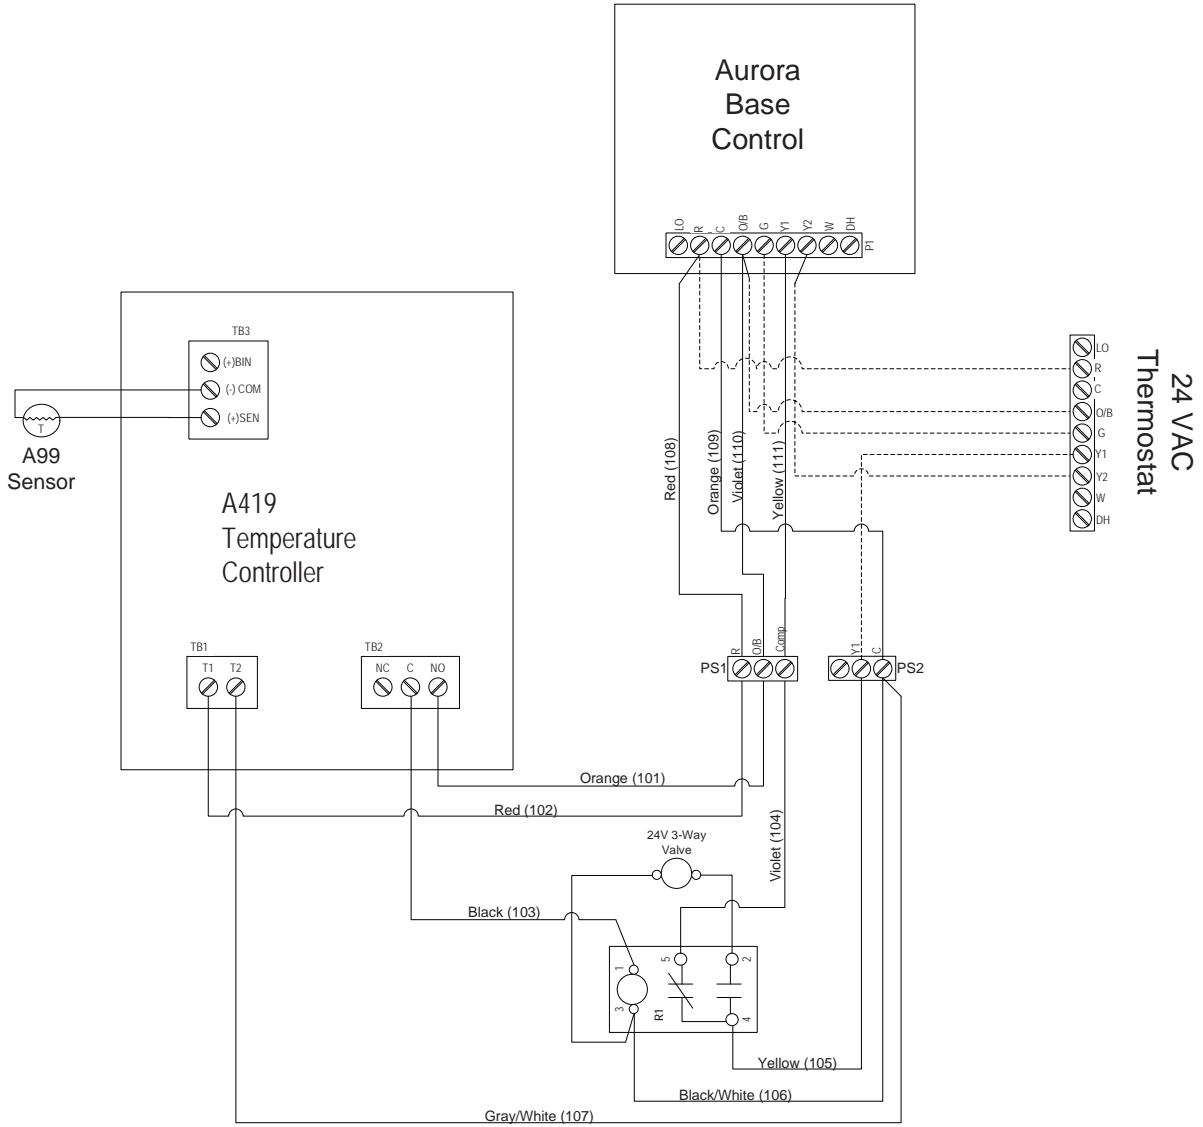 Aurora
Base
Control
LO
R
C
O/B
G
Y1
Y2
W
DH
P1
24 VAC
Thermostat
LO
R
C
O/B
G
Y1
Y2
W
DH
TB3
(+)BIN
(-) COM
(+)SEN
T
A99
Sensor
A419
Temperature
Controller
Red (108)
Orange (109)
Violet (110)
Yellow (111)
TB1
T1
T2
TB2
NC
C
NO
PS1
R
O/B
Comp
Y1
C
PS2
Orange (101)
Red (102)
Violet (104)
24V 3-Way
Valve
Black (103)
1
3
5
2
4
R1
Yellow (105)
Black/White (106)
Gray/White (107)